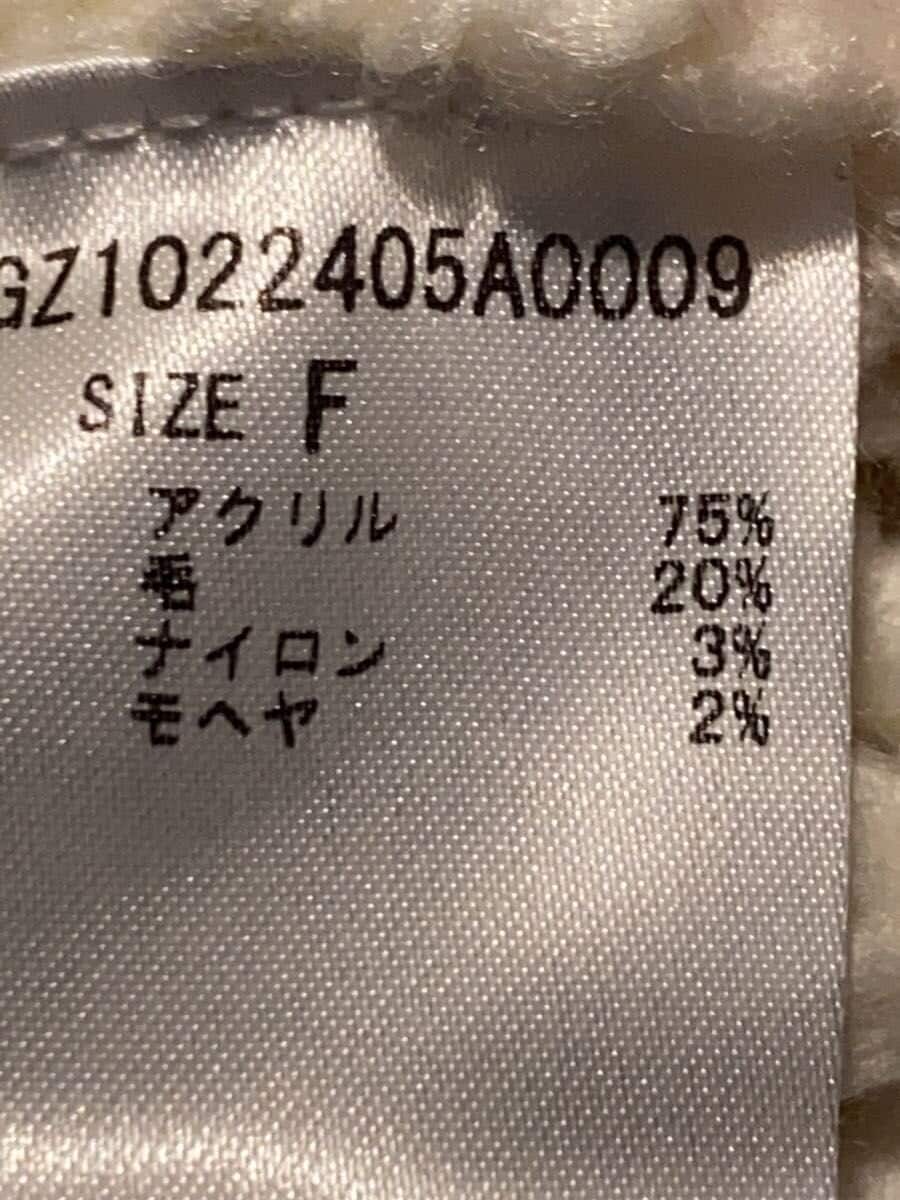 GZ1022405A0009
SIZE F
アクリル 75%
毛 20%
ナイロン 3%
モヘヤ 2%